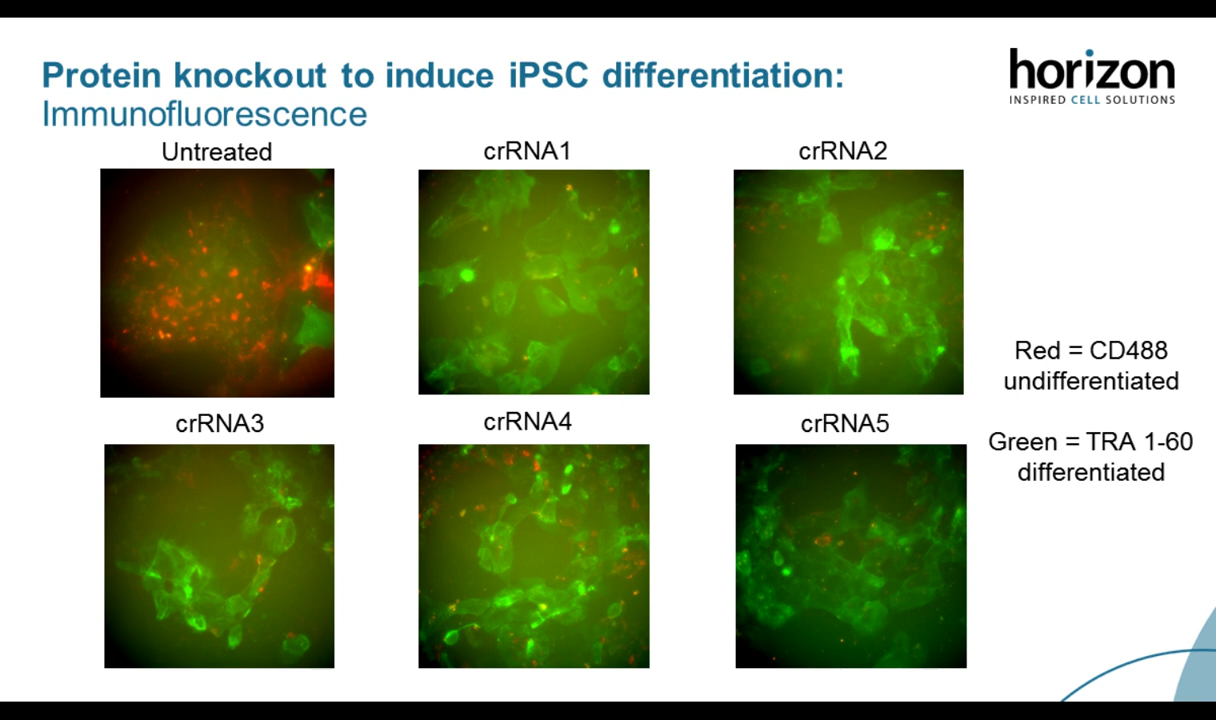 Protein knockout to induce iPSC differentiation:
Immunofluorescence
horizon
INSPIRED CELL SOLUTIONS
Untreated
crRNA1
crRNA2
crRNA3
crRNA4
crRNA5
Red = CD488
undifferentiated
Green = TRA 1-60
differentiated